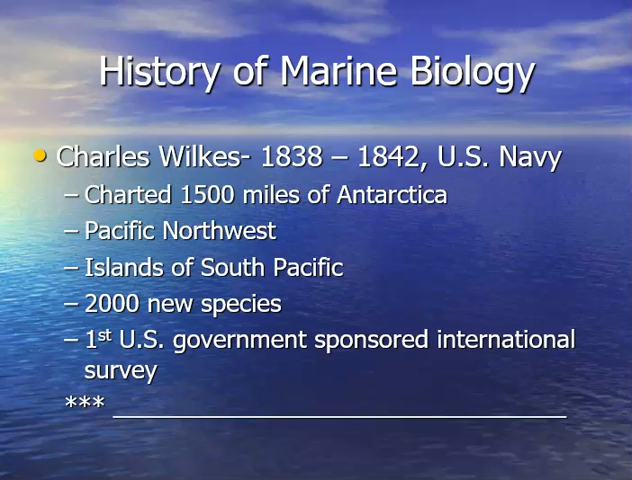 History of Marine Biology
• Charles Wilkes- 1838 – 1842, U.S. Navy
– Charted 1500 miles of Antarctica
– Pacific Northwest
– Islands of South Pacific
– 2000 new species
– 1st U.S. government sponsored international
survey
*** ___________________________________